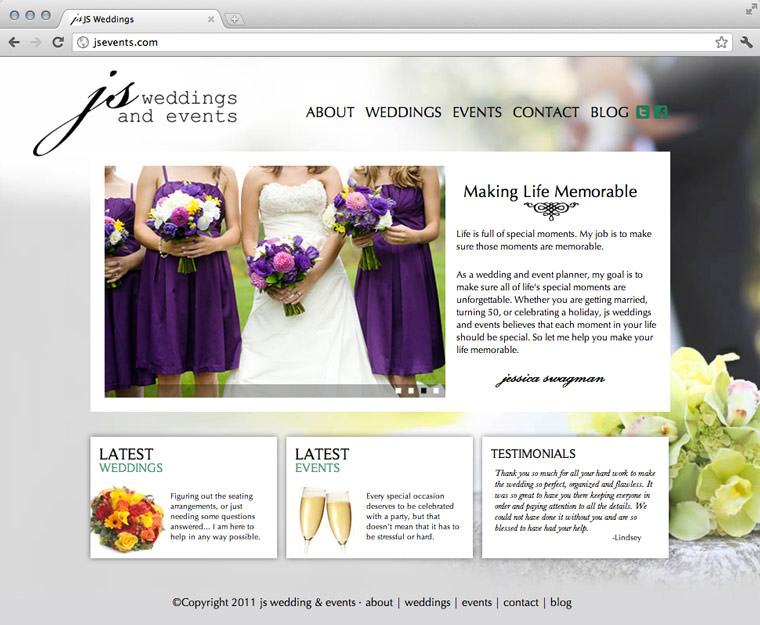 JS Weddings
jsevents.com
js weddings
and events
ABOUT WEDDINGS EVENTS CONTACT BLOG
Making Life Memorable
Life is full of special moments. My job is to make
sure those moments are memorable.
As a wedding and event planner, my goal is to
make sure all of life's special moments are
unforgettable. Whether you are getting married,
turning 50, or celebrating a holiday, js weddings
and events believes that each moment in your life
should be special. So let me help you make your
life memorable.
jessica swagman
LATEST
WEDDINGS
Figuring out the seating
arrangements, or just
needing some questions
answered... I am here to
help in any way possible.
LATEST
EVENTS
Every special occasion
deserves to be celebrated
with a party, but that
doesn't mean that it has to
be stressful or hard.
TESTIMONIALS
Thank you so much for all your hard work to make
the wedding so perfect, organized and flawless. It
was so great to have you there keeping everyone in
order and paying attention to all the details. We
could not have done it without you and are so
blessed to have had your help.
-Lindsey
©Copyright 2011 js wedding & events · about | weddings | events | contact | blog